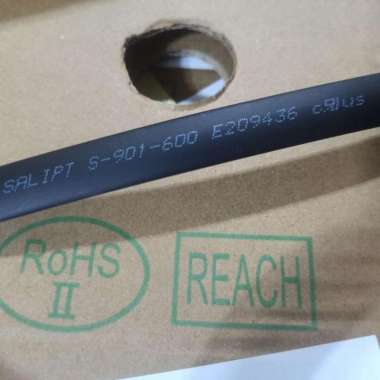 SALIPT S-901-600 E209436 cRUus
RoHS
II
REACH